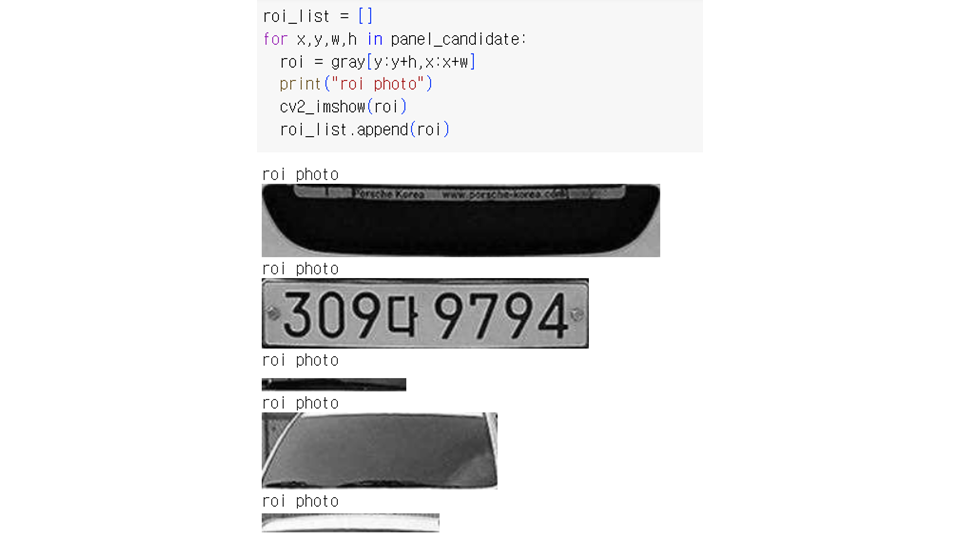 roi_list = []
for x,y,w,h in panel_candidate:
  roi = gray[y:y+h,x:x+w]
  print("roi photo")
  cv2_imshow(roi)
  roi_list.append(roi)
roi photo
Porsche Korea www.porsche-korea.com
roi photo
309다 9794
roi photo
roi photo
roi photo